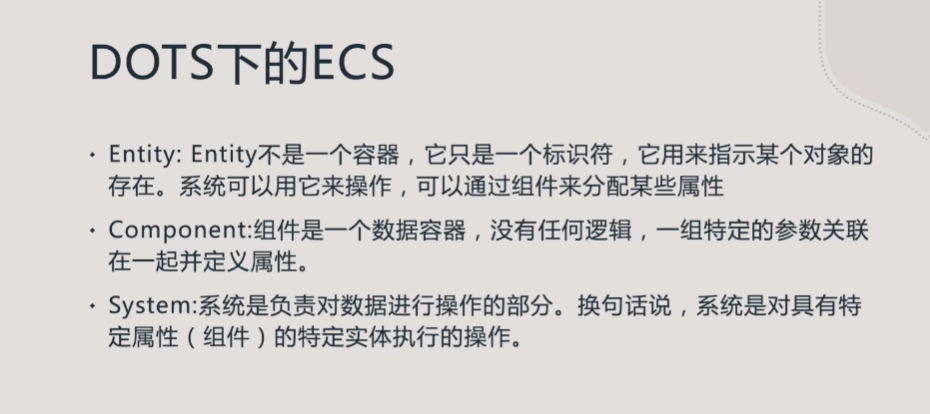 DOTS下的ECS
• Entity: Entity不是一个容器，它只是一个标识符，它用来指示某个对象的
存在。系统可以用它来操作，可以通过组件来分配某些属性
• Component:组件是一个数据容器，没有任何逻辑，一组特定的参数关联
在一起并定义属性。
• System:系统是负责对数据进行操作的部分。换句话说，系统是对具有特
定属性（组件）的特定实体执行的操作。